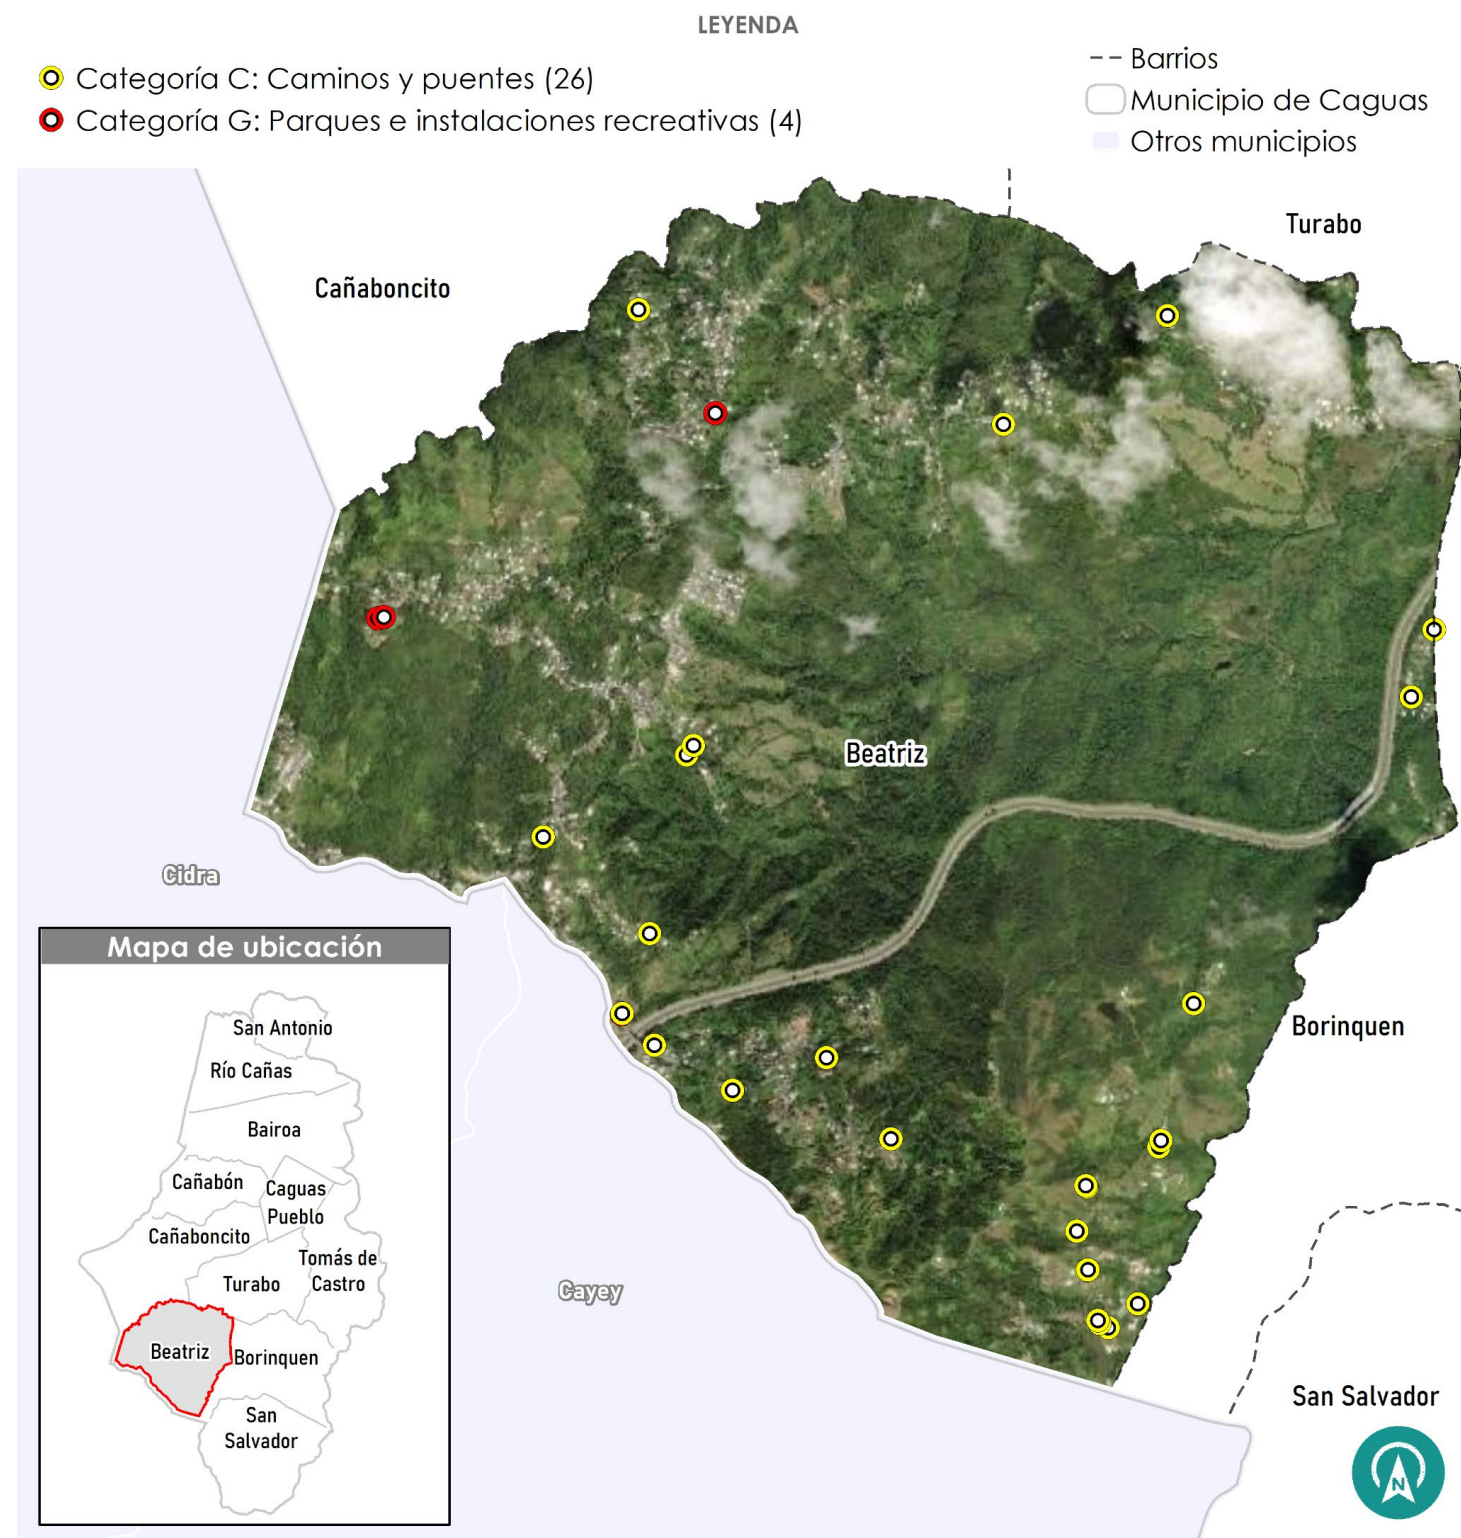 LEYENDA
Categoría C: Caminos y puentes (26)
Categoría G: Parques e instalaciones recreativas (4)
Barrios
Municipio de Caguas
Otros municipios
Turabo
Cañaboncito
Beatriz
Cidra
Borinquen
Cayey
San Salvador
N
Mapa de ubicación
San Antonio
Río Cañas
Bairoa
Cañabón
Caguas
Pueblo
Cañaboncito
Tomás de
Castro
Turabo
Beatriz
Borinquen
San
Salvador